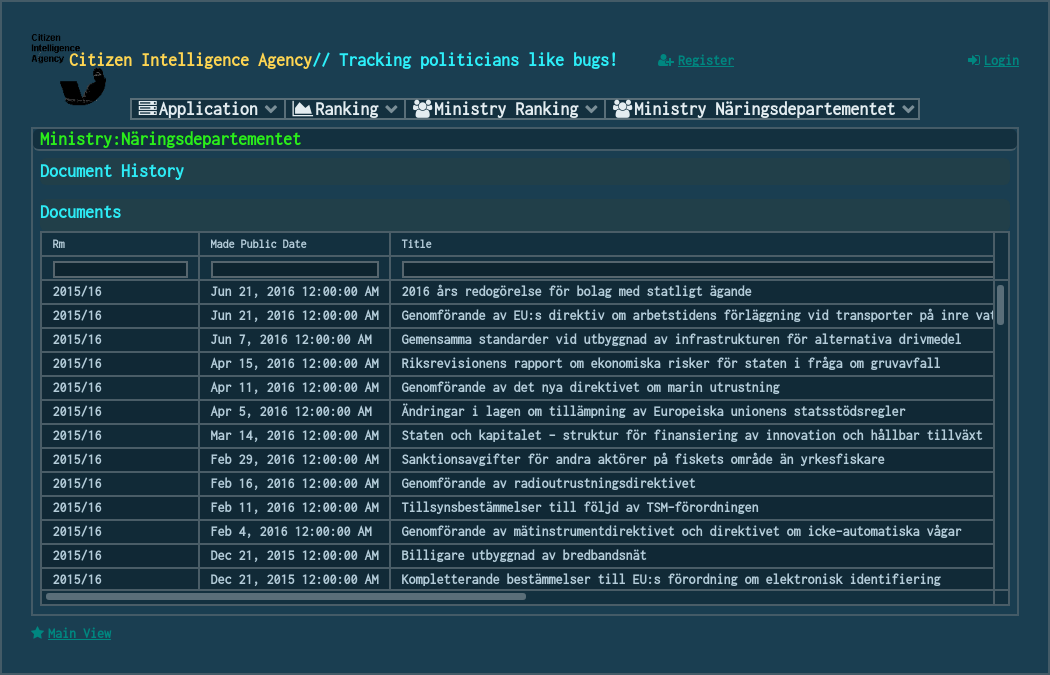 Citizen
Intelligence
Agency
Citizen Intelligence Agency// Tracking politicians like bugs!
Register
Login
Application
Ranking
Ministry Ranking
Ministry Näringsdepartementet
Ministry:Näringsdepartementet
Document History
Documents
Rm Made Public Date Title
2015/16 Jun 21, 2016 12:00:00 AM 2016 års redogörelse för bolag med statligt ägande
2015/16 Jun 21, 2016 12:00:00 AM Genomförande av EU:s direktiv om arbetstidens förläggning vid transporter på inre vat
2015/16 Jun 7, 2016 12:00:00 AM Gemensamma standarder vid utbyggnad av infrastrukturen för alternativa drivmedel
2015/16 Apr 15, 2016 12:00:00 AM Riksrevisionens rapport om ekonomiska risker för staten i fråga om gruvavfall
2015/16 Apr 11, 2016 12:00:00 AM Genomförande av det nya direktivet om marin utrustning
2015/16 Apr 5, 2016 12:00:00 AM Ändringar i lagen om tillämpning av Europeiska unionens statsstödsregler
2015/16 Mar 14, 2016 12:00:00 AM Staten och kapitalet – struktur för finansiering av innovation och hållbar tillväxt
2015/16 Feb 29, 2016 12:00:00 AM Sanktionsavgifter för andra aktörer på fiskets område än yrkesfiskare
2015/16 Feb 16, 2016 12:00:00 AM Genomförande av radioutrustningsdirektivet
2015/16 Feb 11, 2016 12:00:00 AM Tillsynsbestämmelser till följd av TSM-förordningen
2015/16 Feb 4, 2016 12:00:00 AM Genomförande av mätinstrumentdirektivet och direktivet om icke-automatiska vågar
2015/16 Dec 21, 2015 12:00:00 AM Billigare utbyggnad av bredbandsnät
2015/16 Dec 21, 2015 12:00:00 AM Kompletterande bestämmelser till EU:s förordning om elektronisk identifiering
Main View